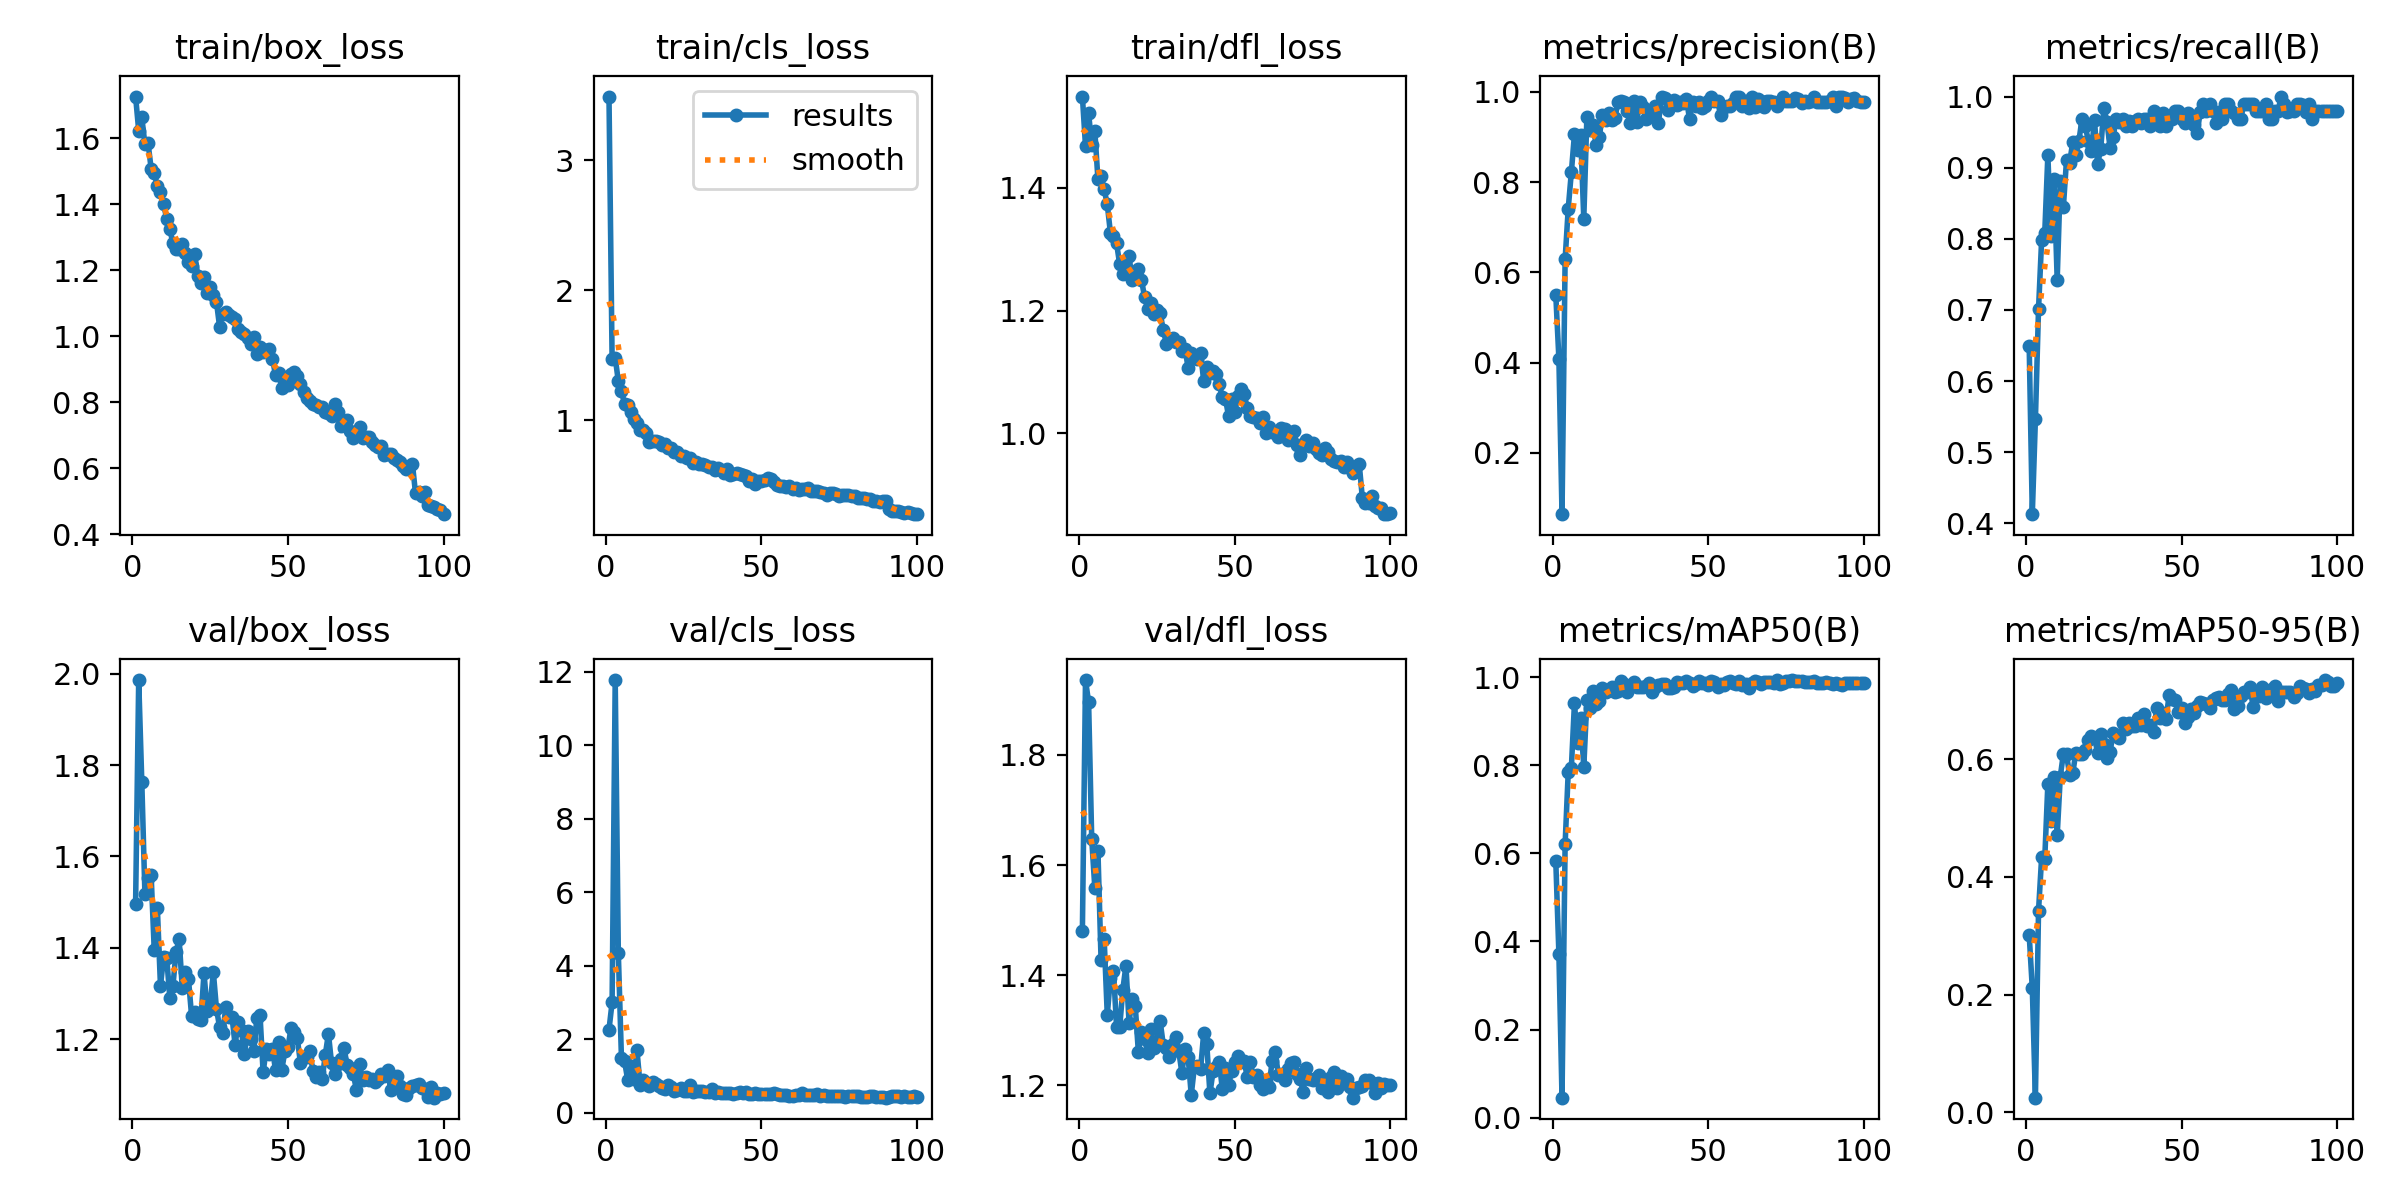 train/box_loss
train/cls_loss
train/dfl_loss
metrics/precision(B)
metrics/recall(B)
results
smooth
1.6
1.4
1.2
1.0
0.8
0.6
0.4
0 50 100
3
2
1
0 50 100
1.4
1.2
1.0
0 50 100
1.0
0.8
0.6
0.4
0.2
0 50 100
1.0
0.9
0.8
0.7
0.6
0.5
0.4
0 50 100
val/box_loss
val/cls_loss
val/dfl_loss
metrics/mAP50(B)
metrics/mAP50-95(B)
2.0
1.8
1.6
1.4
1.2
0 50 100
12
10
8
6
4
2
0
0 50 100
1.8
1.6
1.4
1.2
0 50 100
1.0
0.8
0.6
0.4
0.2
0.0
0 50 100
0.6
0.4
0.2
0.0
0 50 100